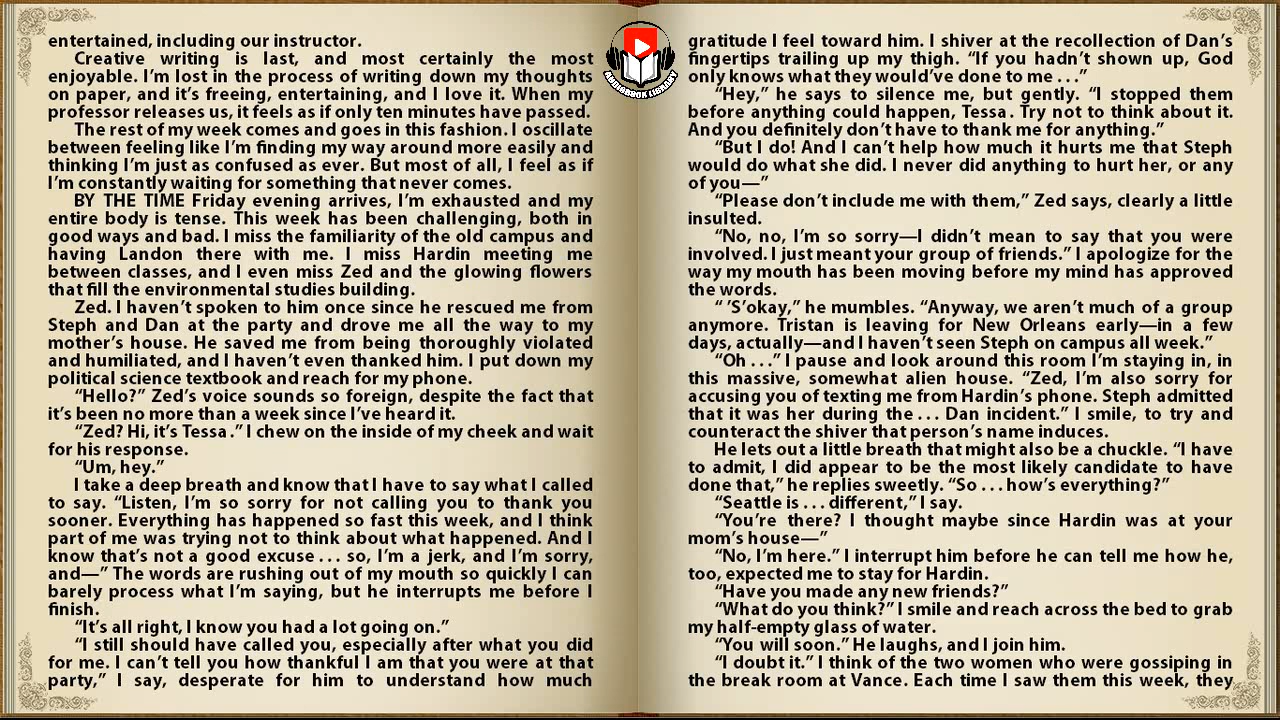 entertained, including our instructor.
Creative writing is last, and most certainly the most
enjoyable. I’m lost in the process of writing down my thoughts
on paper, and it’s freeing, entertaining, and I love it. When my
professor releases us, it feels as if only ten minutes have passed.
The rest of my week comes and goes in this fashion. I oscillate
between feeling like I’m finding my way around more easily and
thinking I’m just as confused as ever. But most of all, I feel as if
I’m constantly waiting for something that never comes.
BY THE TIME Friday evening arrives, I’m exhausted and my
entire body is tense. This week has been challenging, both in
good ways and bad. I miss the familiarity of the old campus and
having Landon there with me. I miss Hardin meeting me
between classes, and I even miss Zed and the glowing flowers
that fill the environmental studies building.
Zed. I haven’t spoken to him once since he rescued me from
Steph and Dan at the party and drove me all the way to my
mother’s house. He saved me from being thoroughly violated
and humiliated, and I haven’t even thanked him. I put down my
political science textbook and reach for my phone.
“Hello?” Zed’s voice sounds so foreign, despite the fact that
it’s been no more than a week since I’ve heard it.
“Zed? Hi, it’s Tessa.” I chew on the inside of my cheek and wait
for his response.
“Um, hey.”
I take a deep breath and know that I have to say what I called
to say. “Listen, I’m so sorry for not calling you to thank you
sooner. Everything has happened so fast this week, and I think
part of me was trying not to think about what happened. And I
know that’s not a good excuse . . . so, I’m a jerk, and I’m sorry,
and—” The words are rushing out of my mouth so quickly I can
barely process what I’m saying, but he interrupts me before I
finish.
“It’s all right, I know you had a lot going on.”
“I still should have called you, especially after what you did
for me. I can’t tell you how thankful I am that you were at that
party,” I say, desperate for him to understand how much
AUDIOBOOK LIBRARY
gratitude I feel toward him. I shiver at the recollection of Dan’s
fingertips trailing up my thigh. “If you hadn’t shown up, God
only knows what they would’ve done to me . . .”
“Hey,” he says to silence me, but gently. “I stopped them
before anything could happen, Tessa. Try not to think about it.
And you definitely don’t have to thank me for anything.”
“But I do! And I can’t help how much it hurts me that Steph
would do what she did. I never did anything to hurt her, or any
of you—”
“Please don’t include me with them,” Zed says, clearly a little
insulted.
“No, no, I’m so sorry—I didn’t mean to say that you were
involved. I just meant your group of friends.” I apologize for the
way my mouth has been moving before my mind has approved
the words.
“ ’S’okay,” he mumbles. “Anyway, we aren’t much of a group
anymore. Tristan is leaving for New Orleans early—in a few
days, actually—and I haven’t seen Steph on campus all week.”
“Oh . . .” I pause and look around this room I’m staying in, in
this massive, somewhat alien house. “Zed, I’m also sorry for
accusing you of texting me from Hardin’s phone. Steph admitted
that it was her during the . . . Dan incident.” I smile, to try and
counteract the shiver that person’s name induces.
He lets out a little breath that might also be a chuckle. “I have
to admit, I did appear to be the most likely candidate to have
done that,” he replies sweetly. “So . . . how’s everything?”
“Seattle is . . . different,” I say.
“You’re there? I thought maybe since Hardin was at your
mom’s house—”
“No, I’m here.” I interrupt him before he can tell me how he,
too, expected me to stay for Hardin.
“Have you made any new friends?”
“What do you think?” I smile and reach across the bed to grab
my half-empty glass of water.
“You will soon.” He laughs, and I join him.
“I doubt it.” I think of the two women who were gossiping in
the break room at Vance. Each time I saw them this week, they